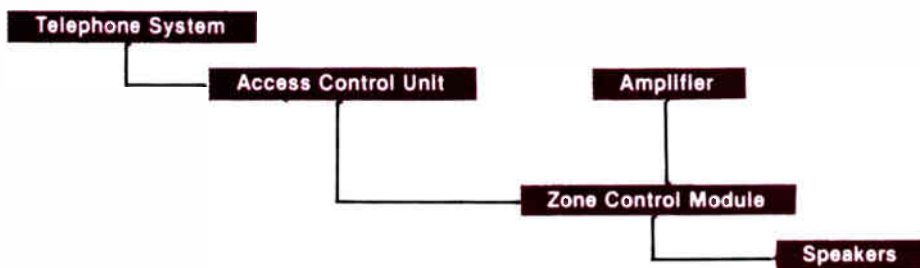 Telephone System
Access Control Unit
Amplifier
Zone Control Module
Speakers